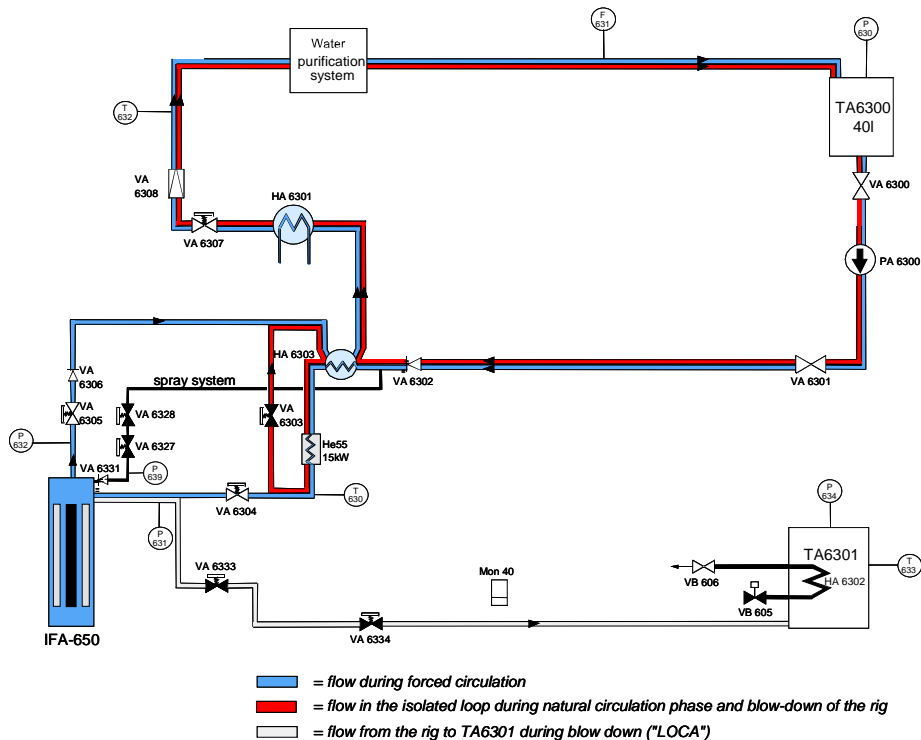 F
631
P
630
Water
purification
system
T
632
TA6300
40l
VA
6308
HA 6301
VA 6300
VA 6307
PA 6300
HA 6303
VA
6306
spray system
VA 6302
VA 6301
VA
6305
VA 6328
VA
6303
P
632
VA 6327
He55
15kW
VA 6331
P
639
VA 6304
T
630
P
631
P
634
TA6301
VA 6333
Mon 40
VB 606
HA 6302
T
633
VB 605
VA 6334
IFA-650
= flow during forced circulation
= flow in the isolated loop during natural circulation phase and blow-down of the rig
= flow from the rig to TA6301 during blow down ("LOCA")